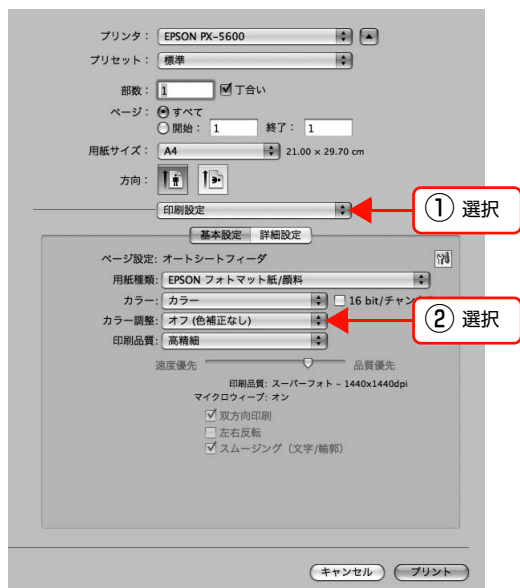 プリンタ： EPSON PX-5600
プリセット： 標準
部数： 1 丁合い
ページ： すべて
開始： 1 終了： 1
用紙サイズ： A4 21.00 × 29.70 cm
方向：
印刷設定
① 選択
基本設定 詳細設定
ページ設定: オートシートフィーダ
用紙種類: EPSON フォトマット紙/顔料
カラー: カラー 16 bit/チャン
カラー調整: オフ (色補正なし)
② 選択
印刷品質: 高精細
速度優先 品質優先
印刷品質: スーパーフォト - 1440x1440dpi
マイクロウィーブ: オン
双方向印刷
左右反転
スムージング（文字/輪郭）
キャンセル プリント